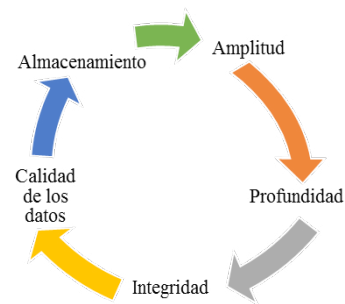 Amplitud
Almacenamiento
Profundidad
Calidad
de los
datos
Integridad